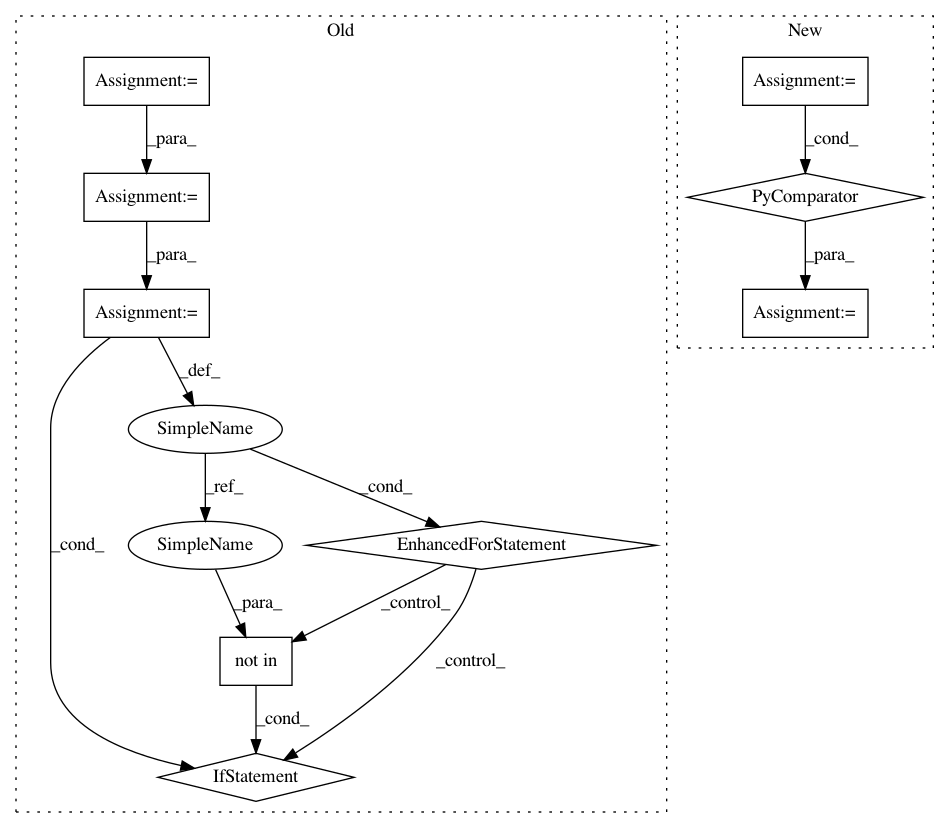 Old
New
Assignment:=
Assignment:=
_para_
_cond_
Assignment:=
PyComparator
_para_
_para_
Assignment:=
Assignment:=
_def_
SimpleName
_ref_
_cond_
_cond_
SimpleName
EnhancedForStatement
_para_
_control_
not in
_control_
_cond_
IfStatement